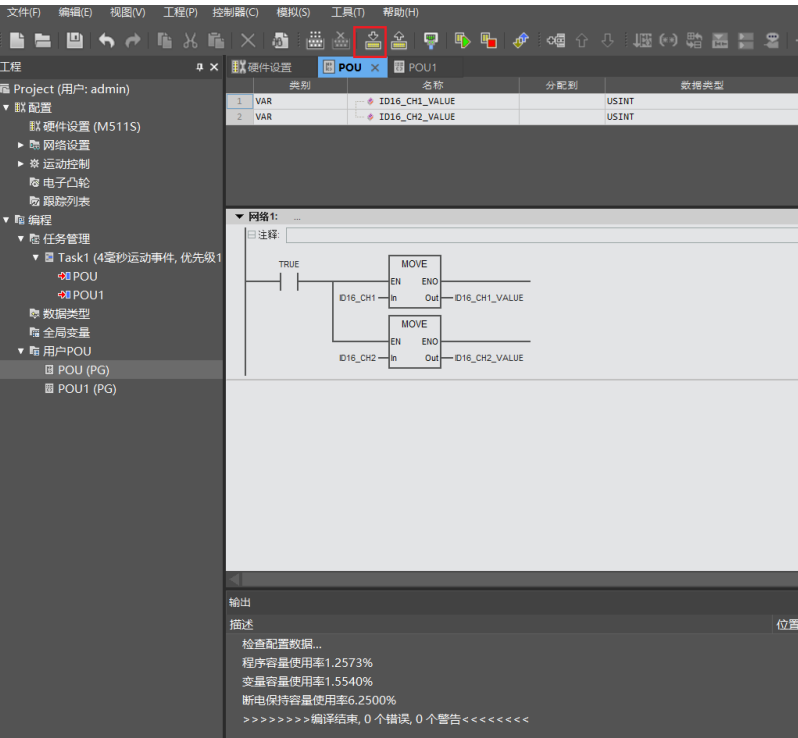 文件(F) 编辑(E) 视图(V) 工程(P) 控制器(C) 模拟(S) 工具(T) 帮助(H)
工程
Project (用户: admin)
配置
硬件设置 (M511S)
网络设置
运动控制
电子凸轮
跟踪列表
编程
任务管理
Task1 (4毫秒运动事件, 优先级1
POU
POU1
数据类型
全局变量
用户POU
POU (PG)
POU1 (PG)
硬件设置 POU POU1
类别 名称 分配到 数据类型
1 VAR ID16_CH1_VALUE USINT
2 VAR ID16_CH2_VALUE USINT
网络1: ...
注释:
TRUE MOVE
EN ENO
ID16_CH1 In Out ID16_CH1_VALUE
MOVE
EN ENO
ID16_CH2 In Out ID16_CH2_VALUE
输出
描述 位置
检查配置数据...
程序容量使用率1.2573%
变量容量使用率1.5540%
断电保持容量使用率6.2500%
>>>>>>>>编译结束, 0 个错误, 0 个警告<<<<<<<<